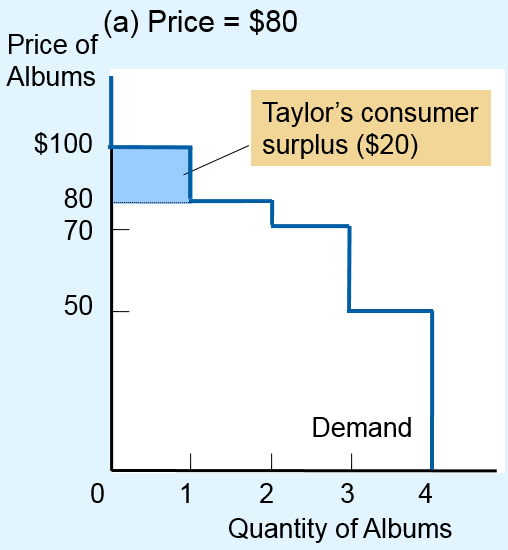 (a) Price = $80
Price of
Albums
Taylor’s consumer
surplus ($20)
$100
80
70
50
Demand
0 1 2 3 4
Quantity of Albums